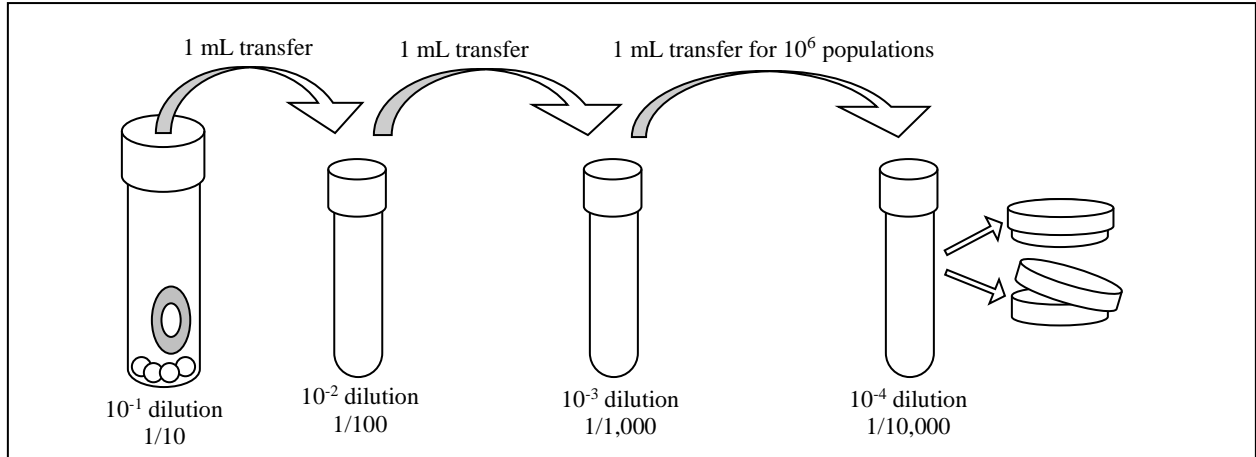 1 mL transfer
1 mL transfer
1 mL transfer for 10⁶ populations
10⁻¹ dilution
1/10
10⁻² dilution
1/100
10⁻³ dilution
1/1,000
10⁻⁴ dilution
1/10,000